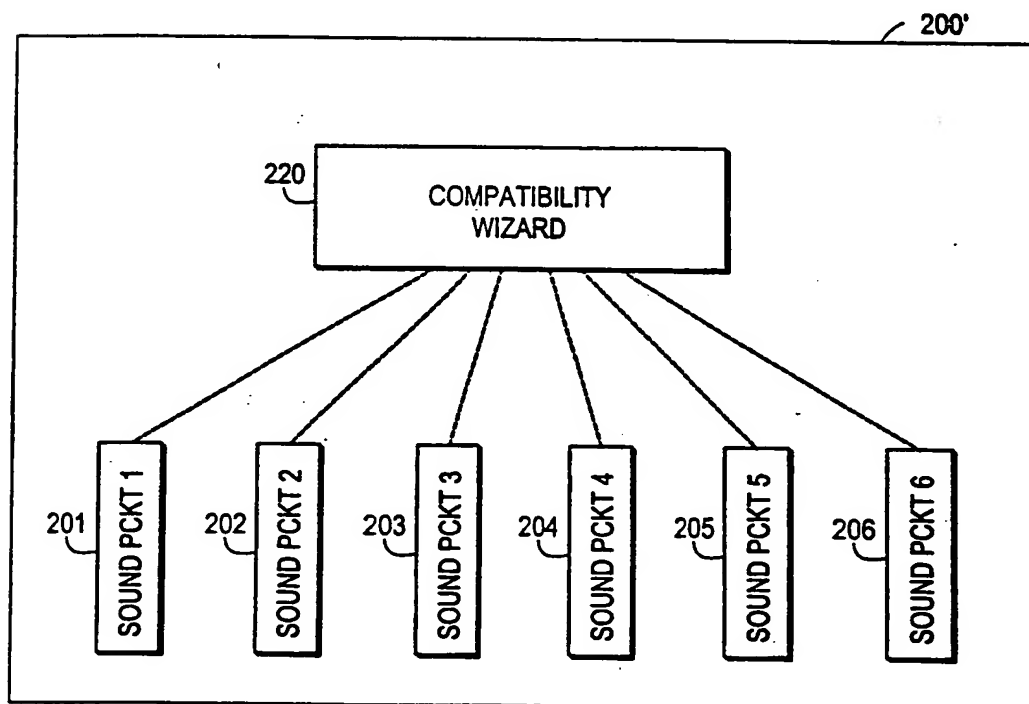 200'
220
COMPATIBILITY
WIZARD
201
SOUND PCKT 1
202
SOUND PCKT 2
203
SOUND PCKT 3
204
SOUND PCKT 4
205
SOUND PCKT 5
206
SOUND PCKT 6